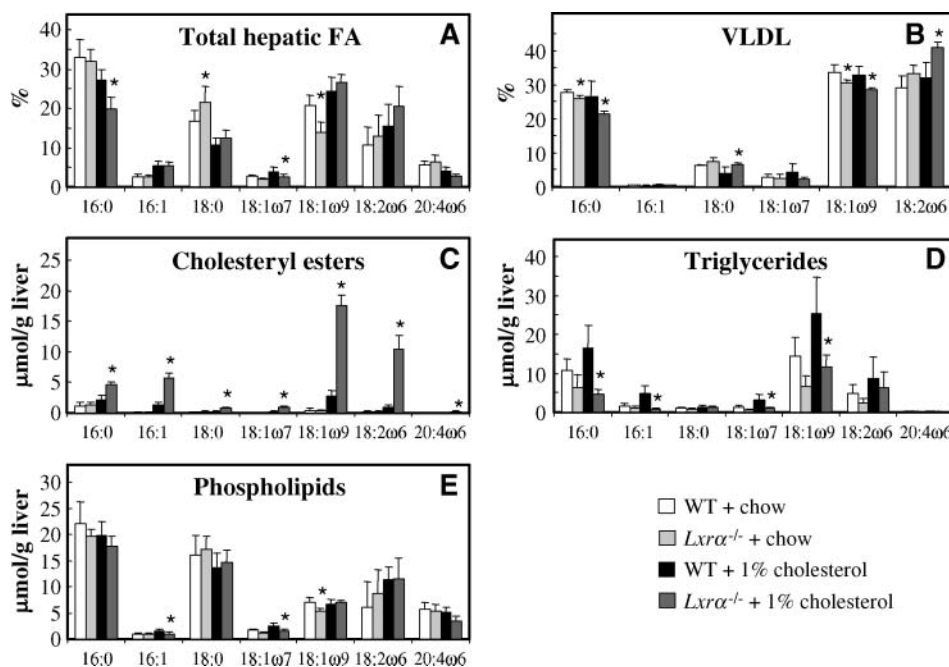 Total hepatic FA A
%
40
30
20
10
0
* * * *
16:0 16:1 18:0 18:1ω7 18:1ω9 18:2ω6 20:4ω6
VLDL B
%
40
30
20
10
0
* * * * * *
16:0 16:1 18:0 18:1ω7 18:1ω9 18:2ω6
Cholesteryl esters C
μmol/g liver
25
20
15
10
5
0
* * * * * * *
16:0 16:1 18:0 18:1ω7 18:1ω9 18:2ω6 20:4ω6
Triglycerides D
μmol/g liver
40
30
20
10
0
* * * *
16:0 16:1 18:0 18:1ω7 18:1ω9 18:2ω6 20:4ω6
Phospholipids E
μmol/g liver
30
25
20
15
10
5
0
* * *
16:0 16:1 18:0 18:1ω7 18:1ω9 18:2ω6 20:4ω6
WT + chow
Lxrα-/- + chow
WT + 1% cholesterol
Lxrα-/- + 1% cholesterol